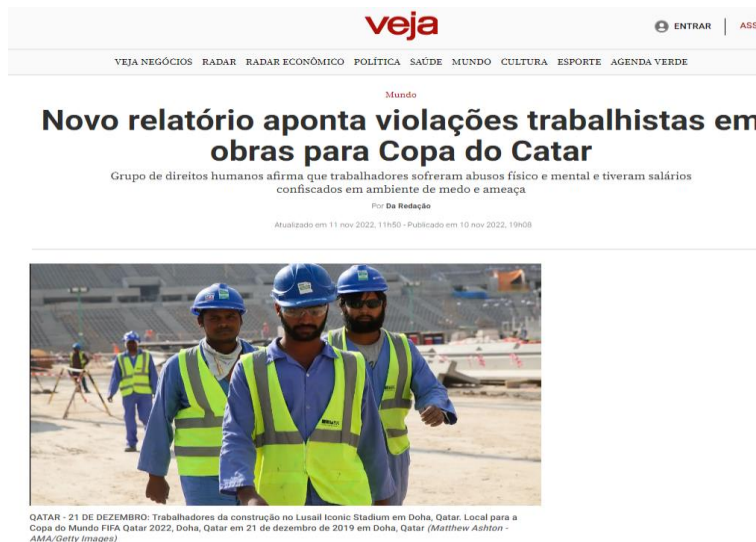 veja
ENTRAR
ASS
VEJA NEGÓCIOS RADAR RADAR ECONÔMICO POLÍTICA SAÚDE MUNDO CULTURA ESPORTE AGENDA VERDE
Mundo
Novo relatório aponta violações trabalhistas em
obras para Copa do Catar
Grupo de direitos humanos afirma que trabalhadores sofreram abusos físico e mental e tiveram salários
confiscados em ambiente de medo e ameaça
Por Da Redação
Atualizado em 11 nov 2022, 11h50 - Publicado em 10 nov 2022, 19h08
QATAR - 21 DE DEZEMBRO: Trabalhadores da construção no Lusail Iconic Stadium em Doha, Qatar. Local para a
Copa do Mundo FIFA Qatar 2022, Doha, Qatar em 21 de dezembro de 2019 em Doha, Qatar (Matthew Ashton -
AMA/Getty Images)